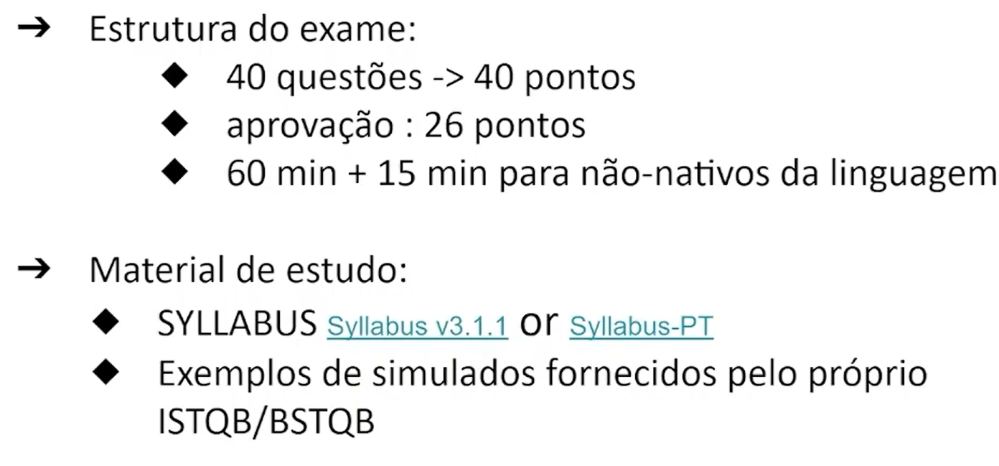 ➔ Estrutura do exame:
◆ 40 questões -> 40 pontos
◆ aprovação : 26 pontos
◆ 60 min + 15 min para não-nativos da linguagem
➔ Material de estudo:
◆ SYLLABUS Syllabus v3.1.1 or Syllabus-PT
◆ Exemplos de simulados fornecidos pelo próprio
ISTQB/BSTQB